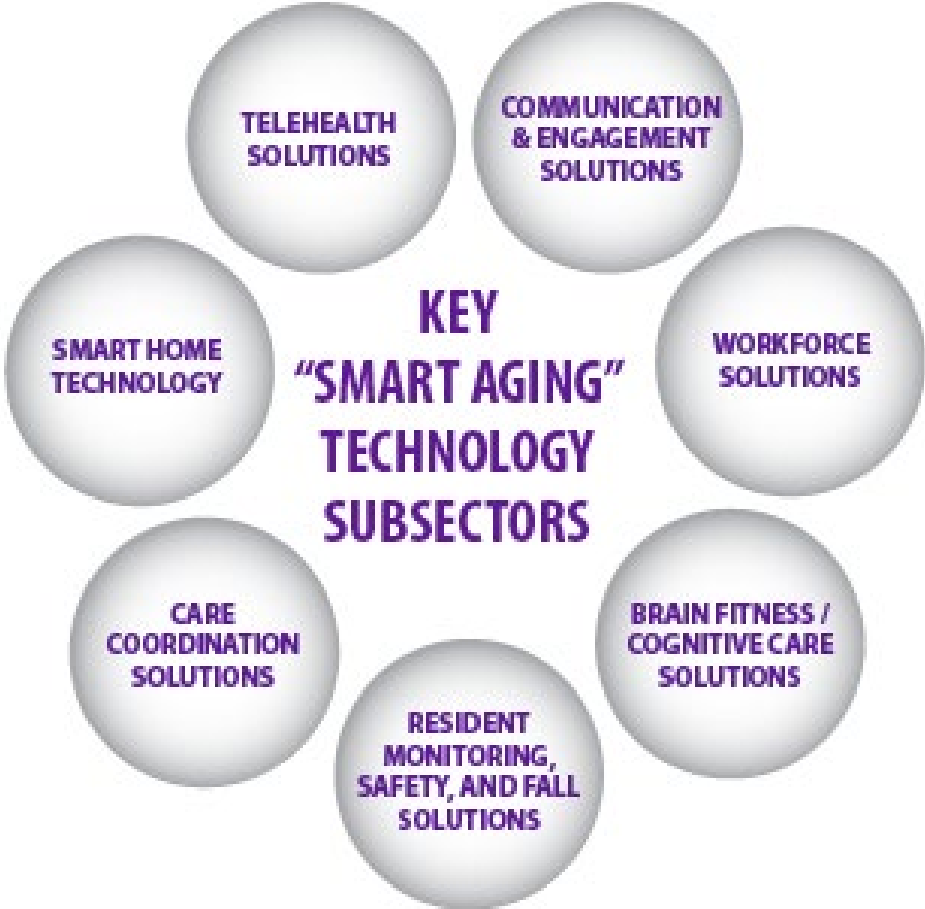 TELEHEALTH
SOLUTIONS
COMMUNICATION
& ENGAGEMENT
SOLUTIONS
KEY
“SMART AGING”
TECHNOLOGY
SUBSECTORS
SMART HOME
TECHNOLOGY
WORKFORCE
SOLUTIONS
CARE
COORDINATION
SOLUTIONS
BRAIN FITNESS /
COGNITIVE CARE
SOLUTIONS
RESIDENT
MONITORING,
SAFETY, AND FALL
SOLUTIONS